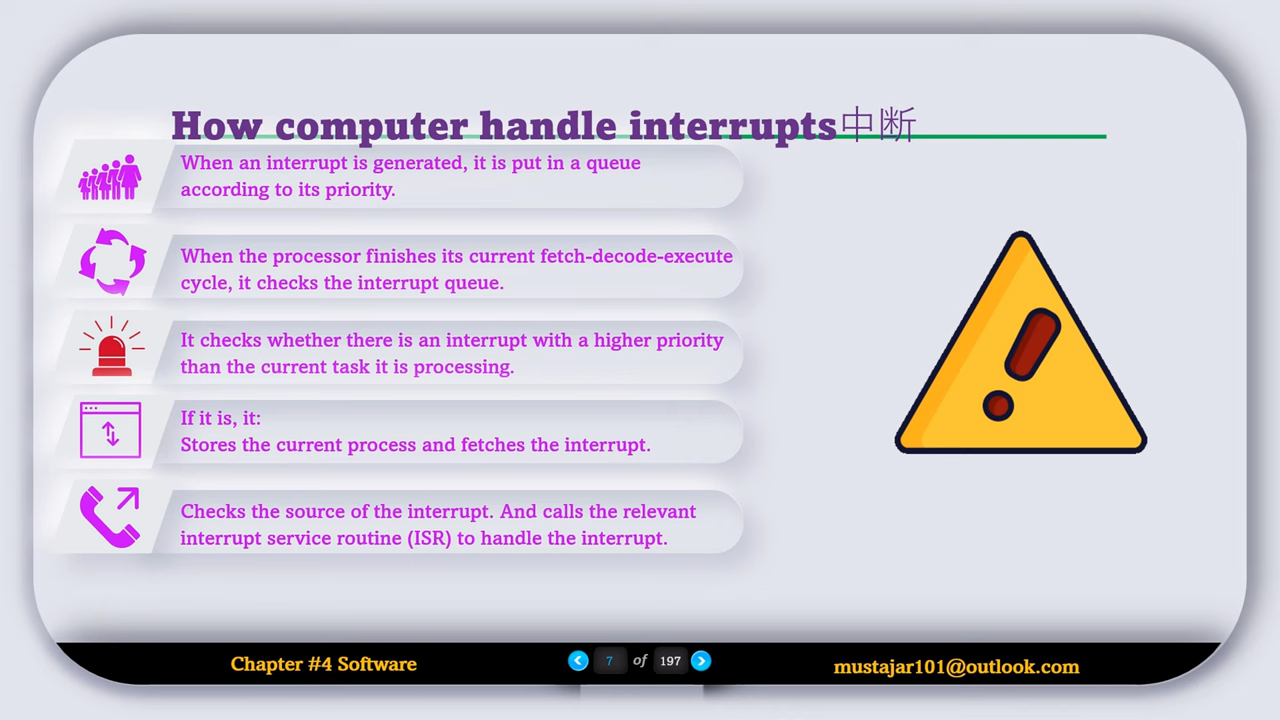 How computer handle interrupts中断
When an interrupt is generated, it is put in a queue
according to its priority.
When the processor finishes its current fetch-decode-execute
cycle, it checks the interrupt queue.
It checks whether there is an interrupt with a higher priority
than the current task it is processing.
If it is, it:
Stores the current process and fetches the interrupt.
Checks the source of the interrupt. And calls the relevant
interrupt service routine (ISR) to handle the interrupt.
Chapter #4 Software
7 of 197
mustajar101@outlook.com